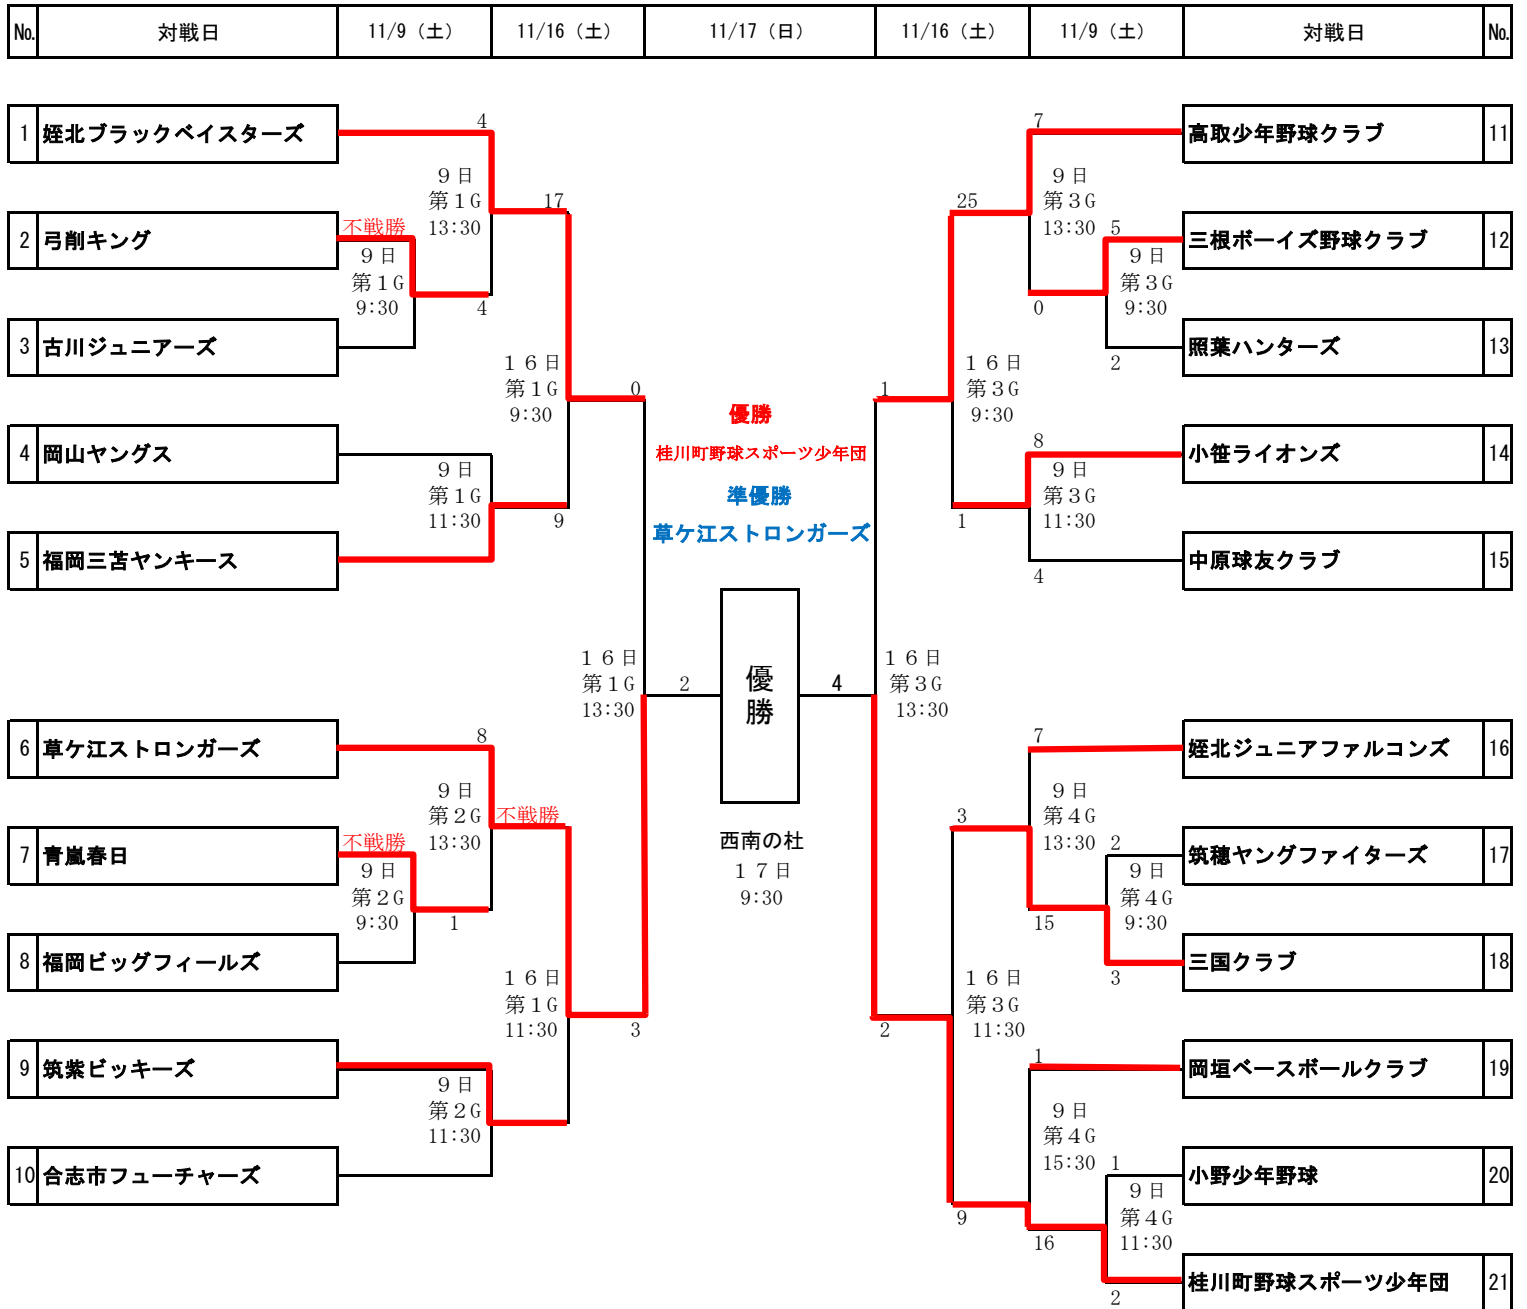 No. 対戦日 11/9（土） 11/16（土） 11/17（日） 11/16（土） 11/9（土） 対戦日 No.
1 姪北ブラックベイスターズ
4
9日
第1G
13:30
17
2 弓削キング
不戦勝
9日
第1G
9:30
4
3 古川ジュニアーズ
16日
第1G
9:30
0
4 岡山ヤングス
9日
第1G
11:30
9
5 福岡三苫ヤンキース
16日
第1G
13:30
2
6 草ケ江ストロンガーズ
8
9日
第2G
13:30
不戦勝
7 青嵐春日
不戦勝
9日
第2G
9:30
1
8 福岡ビッグフィールズ
16日
第1G
11:30
3
9 筑紫ビッキーズ
9日
第2G
11:30
10 合志市フューチャーズ
優勝
桂川町野球スポーツ少年団
準優勝
草ケ江ストロンガーズ
優勝
西南の杜
17日
9:30
7
高取少年野球クラブ 11
25
9日
第3G
13:30
5
三根ボーイズ野球クラブ 12
9日
第3G
9:30
0
照葉ハンターズ 13
2
1
16日
第3G
9:30
8
小笹ライオンズ 14
9日
第3G
11:30
1
中原球友クラブ 15
4
4
16日
第3G
13:30
7
姪北ジュニアファルコンズ 16
9日
第4G
13:30
3
2
筑穂ヤングファイターズ 17
9日
第4G
9:30
15
三国クラブ 18
3
16日
第3G
11:30
2
1
岡垣ベースボールクラブ 19
9日
第4G
15:30
1
小野少年野球 20
9日
第4G
11:30
9
16
桂川町野球スポーツ少年団 21
2